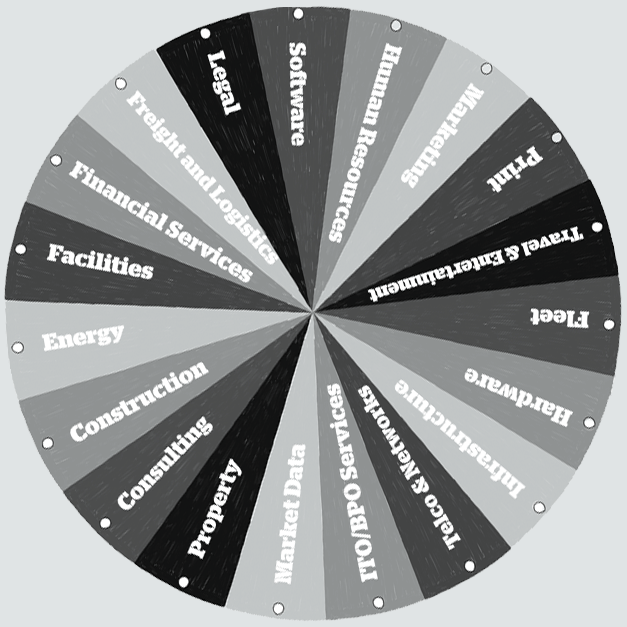 Software
Human Resources
Marketing
Print
Travel & Entertainment
Fleet
Hardware
Infrastructure
Telco & Networks
ITO/BPO Services
Market Data
Property
Consulting
Construction
Energy
Facilities
Financial Services
Freight and Logistics
Legal